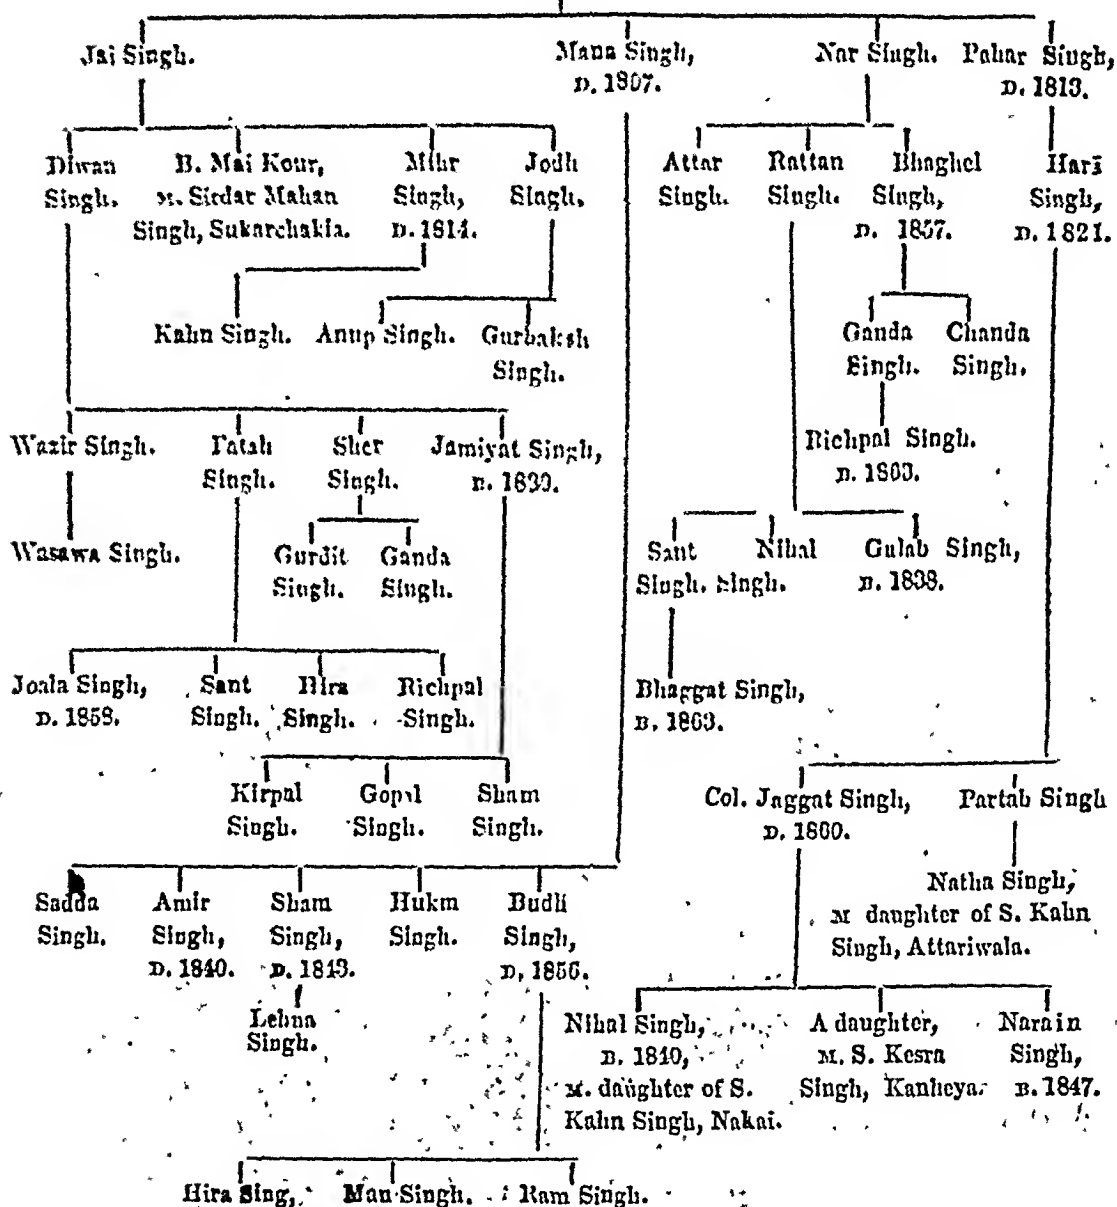 Jai Singh. Mana Singh, Nar Singh. Pahar Singh,
D. 1807. D. 1813.
Diwan B. Mai Kour, Mihr Jodh Attar Rattan Bhaghel Hari
Singh. M. Sirdar Mahan Singh, Singh. Singh. Singh. Singh, Singh,
Singh, Sukarchakia. D. 1814. D. 1857. D. 1821.
Kahn Singh. Anup Singh. Gurbaksh Ganda Chanda
Singh. Singh. Singh.
Wazir Singh. Fatah Sher Jamiyat Singh, Richpal Singh.
Singh. Singh. D. 1803.
Wasawa Singh. Gurdit Ganda Sant Nihal Gulab Singh,
Singh. Singh. Singh. Singh. 1838.
Joala Singh, Sant Hira Richpal Bhaggat Singh,
D. 1858. Singh. Singh. Singh. B. 1863.
Kirpal Gopal Sham Col. Jaggat Singh, Partab Singh
Singh. Singh. Singh. D. 1860.
Sadda Amir Sham Hukm Budh Natha Singh,
Singh. Singh, Singh, Singh. Singh, M daughter of S. Kahn
D. 1840. D. 1843. D, 1856. Singh, Attariwala.
Lehna Nihal Singh, A daughter, Narain
Singh. B. 1840, M. S. Kesra Singh,
M. daughter of S. Singh, Kanheya. B. 1847.
Kahn Singh, Nakai.
Hira Sing, Man Singh. Ram Singh.